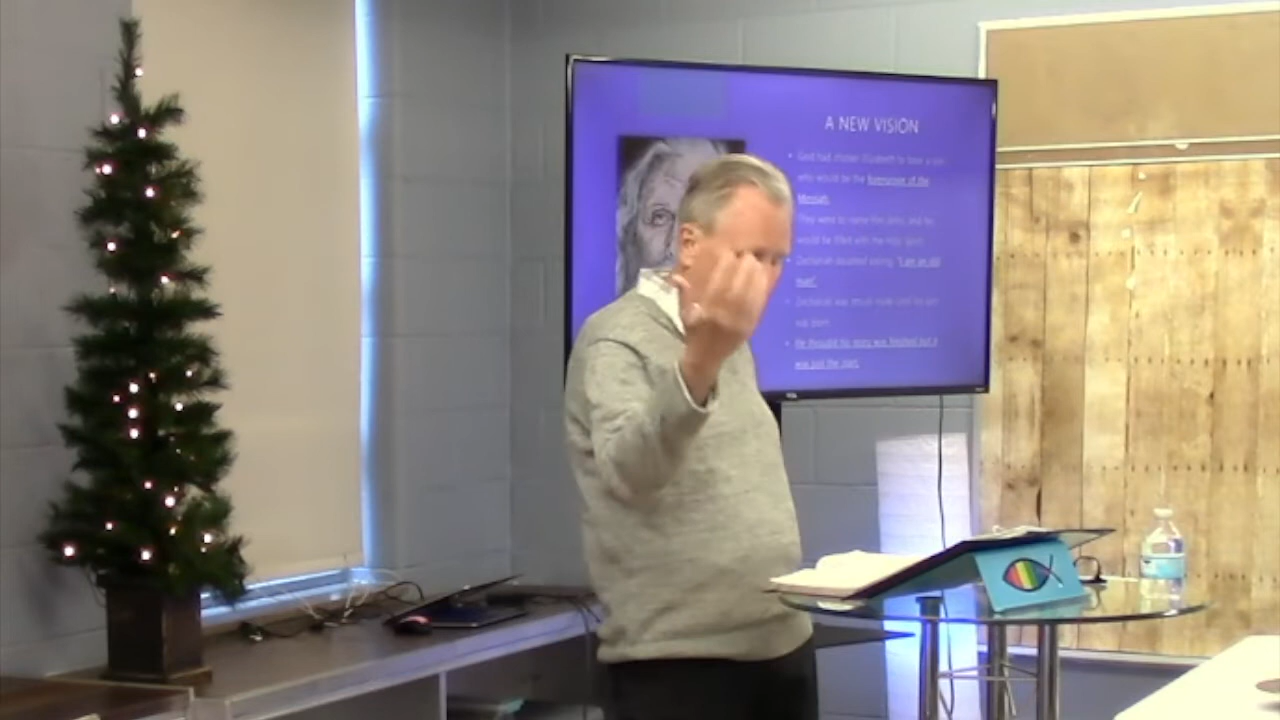 A NEW VISION
• God had chosen Elizabeth to have a son
who would be the forerunner of the
Messiah.
They were to name him John, and he
would be filled with the Holy Spirit
• Zachariah doubted saying, "I am an old
man".
• Zachariah was struck mute until the son
was born.
• He thought his story was finished but it
was just the start.